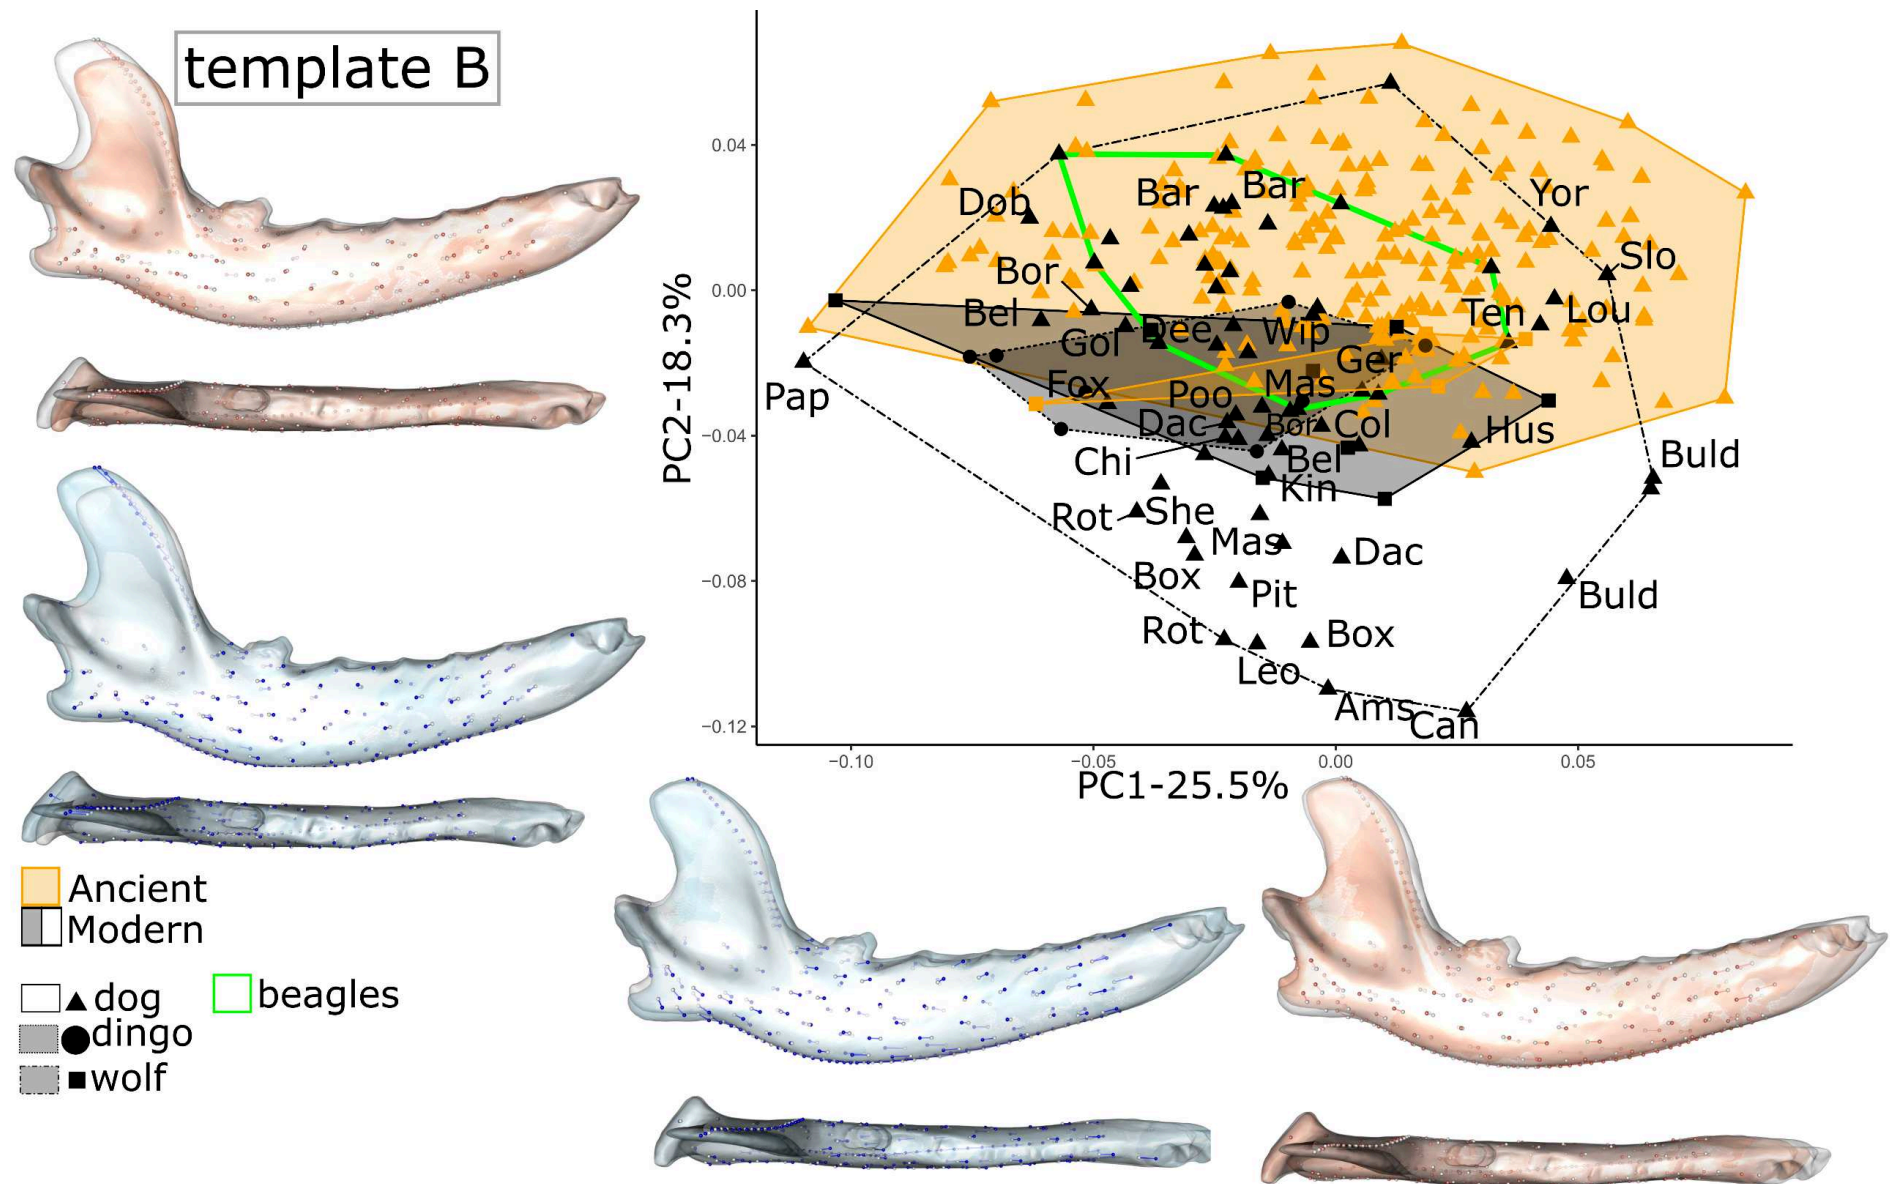 template B
0.04
0.00
−0.04
−0.08
−0.12
PC2-18.3%
−0.10
−0.05
0.00
0.05
PC1-25.5%
Dob
Bar
Bar
Yor
Slo
Bor
Bel
Gol
Dee
Wip
Ten
Lou
Ger
Pap
Fox
Poo
Mas
Dac
Bor
Col
Hus
Chi
Bel
Buld
Kin
Rot
She
Mas
Dac
Box
Pit
Buld
Rot
Box
Leo
Ams
Can
Ancient
Modern
dog
beagles
dingo
wolf